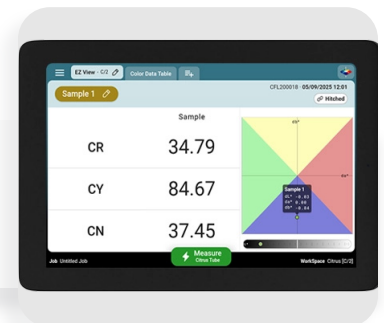 EZ View - C/2
Color Data Table
Sample 1
CFL200018 · 05/09/2025 12:01
Hitched
Sample
CR 34.79
CY 84.67
CN 37.45
Sample 1
Measure
Citrus Tube
Job Untitled Job
WorkSpace Citrus [C/2]